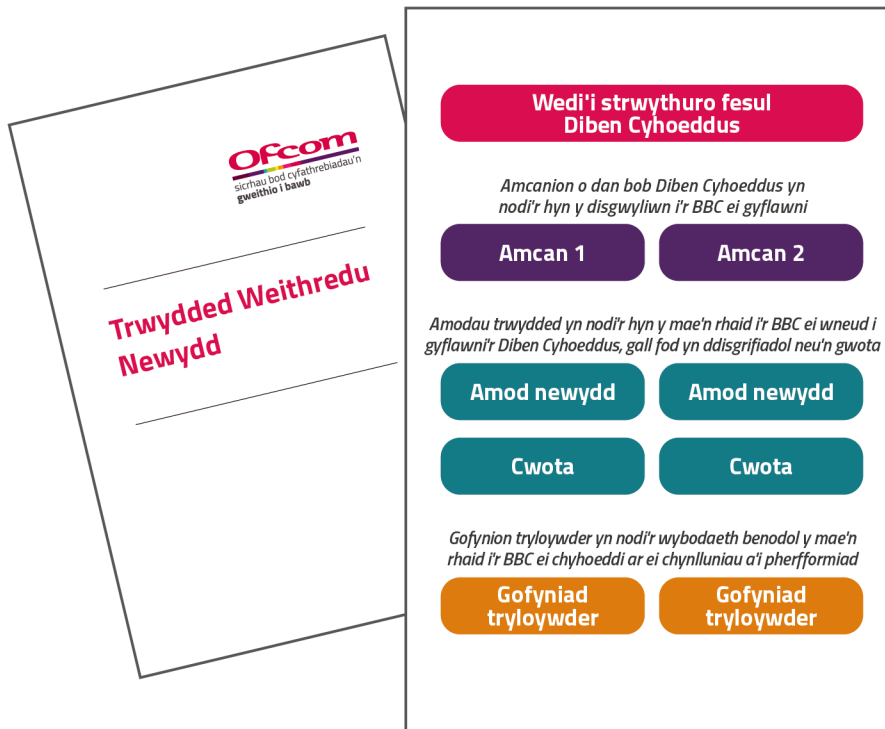 Ofcom
sicrhau bod cyfathrebiadau'n
gweithio i bawb
Trwydded Weithredu
Newydd
Wedi'i strwythuro fesul
Diben Cyhoeddus
Amcanion o dan bob Diben Cyhoeddus yn
nodi'r hyn y disgwyliwn i'r BBC ei gyflawni
Amcan 1
Amcan 2
Amodau trwydded yn nodi'r hyn y mae'n rhaid i'r BBC ei wneud i
gyflawni'r Diben Cyhoeddus, gall fod yn ddisgrifiadol neu'n gwota
Amod newydd
Amod newydd
Cwota
Cwota
Gofynion tryloywder yn nodi'r wybodaeth benodol y mae'n
rhaid i'r BBC ei chyhoeddi ar ei chynlluniau a'i pherfformiad
Gofyniad
tryloywder
Gofyniad
tryloywder